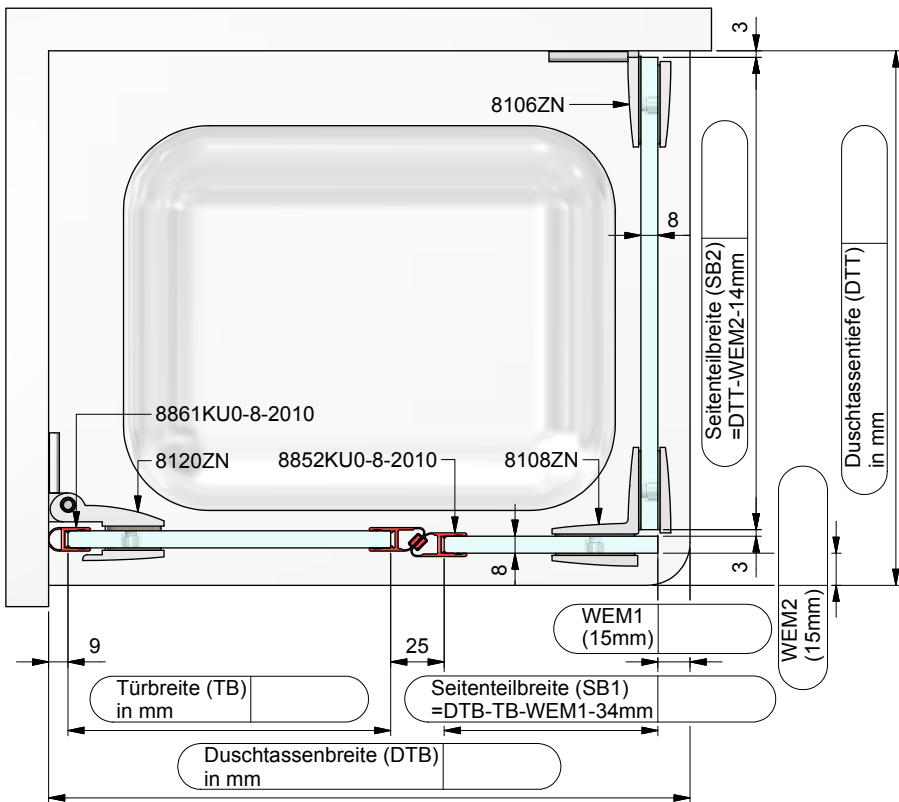 3
8106ZN
8
Seitenteilbreite (SB2)
=DTT-WEM2-14mm
Duschtassentiefe (DTT)
in mm
8861KU0-8-2010
8120ZN
8852KU0-8-2010
8108ZN
8
3
WEM1
(15mm)
WEM2
(15mm)
9
25
Türbreite (TB)
in mm
Seitenteilbreite (SB1)
=DTB-TB-WEM1-34mm
Duschtassenbreite (DTB)
in mm